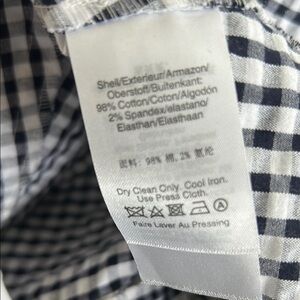 Shell/Exterieur/Armazon/
Oberstoff/Buitenkant:
98% Cotton/Coton/Algodón
2% Spandex/elastano/
Elasthan/Elasthaan
面料: 98% 棉, 2% 氨纶
Dry Clean Only. Cool Iron.
Use Press Cloth.
Faire Laver Au Pressing